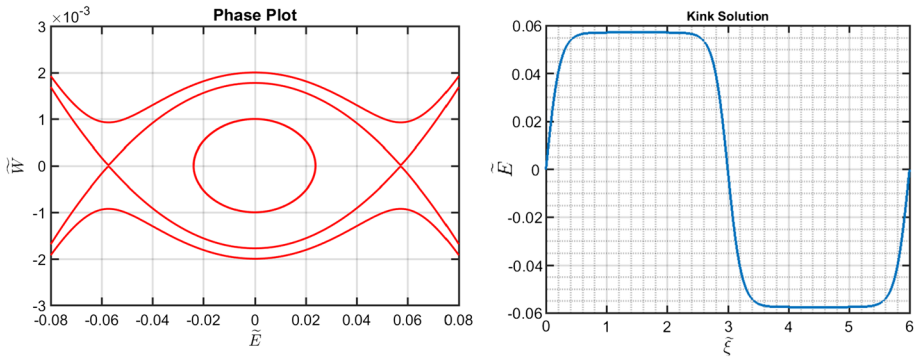 ×10⁻³
Phase Plot
3
2
1
0
-1
-2
-3
W̃
-0.08 -0.06 -0.04 -0.02 0 0.02 0.04 0.06 0.08
Ẽ
Kink Solution
0.06
0.04
0.02
0
-0.02
-0.04
-0.06
Ẽ
0 1 2 3 4 5 6
ξ̃